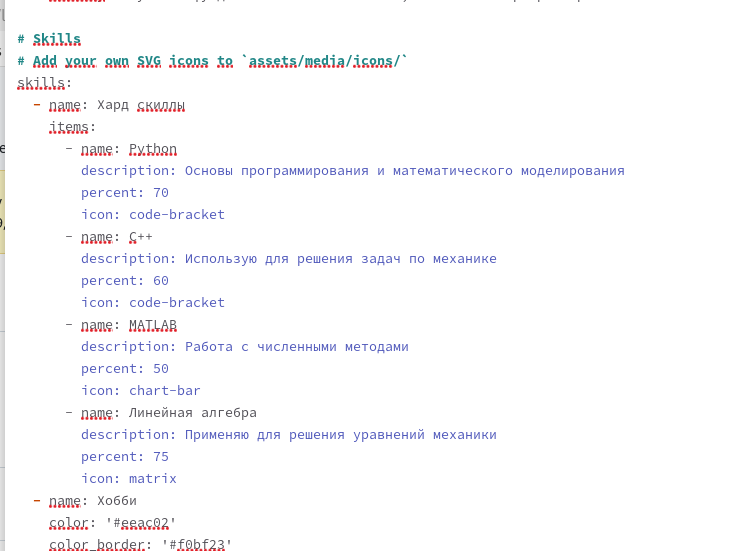 # Skills
# Add your own SVG icons to `assets/media/icons/`
skills:
- name: Хард скиллы
items:
- name: Python
description: Основы программирования и математического моделирования
percent: 70
icon: code-bracket
- name: C++
description: Использую для решения задач по механике
percent: 60
icon: code-bracket
- name: MATLAB
description: Работа с численными методами
percent: 50
icon: chart-bar
- name: Линейная алгебра
description: Применяю для решения уравнений механики
percent: 75
icon: matrix
- name: Хобби
color: '#eeac02'
color_border: '#f0bf23'